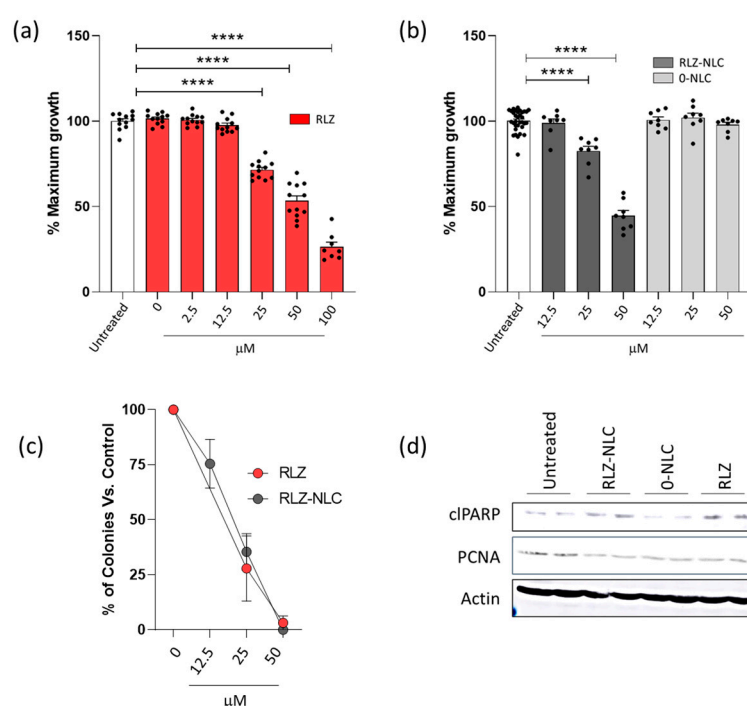 (a)
% Maximum growth
150
100
50
0
****
****
****
RLZ
Untreated
0
2.5
12.5
25
50
100
μM
(b)
% Maximum growth
150
100
50
0
****
****
RLZ-NLC
0-NLC
Untreated
12.5
25
50
12.5
25
50
μM
(c)
% of Colonies Vs. Control
100
75
50
25
0
RLZ
RLZ-NLC
0
12.5
25
50
μM
(d)
Untreated
RLZ-NLC
0-NLC
RLZ
clPARP
PCNA
Actin